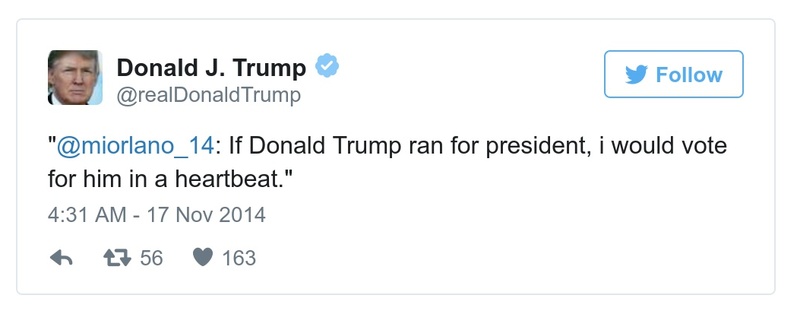 Donald J. Trump
Follow
@realDonaldTrump
"@miorlano_14: If Donald Trump ran for president, i would vote
for him in a heartbeat."
4:31 AM - 17 Nov 2014
56 163